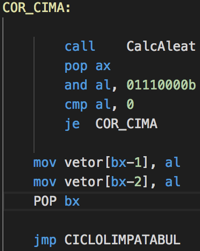 COR_CIMA:
call CalcAleat
pop ax
and al, 01110000b
cmp al, 0
je COR_CIMA
mov vetor[bx-1], al
mov vetor[bx-2], al
POP bx
jmp CICLOLIMPATABUL